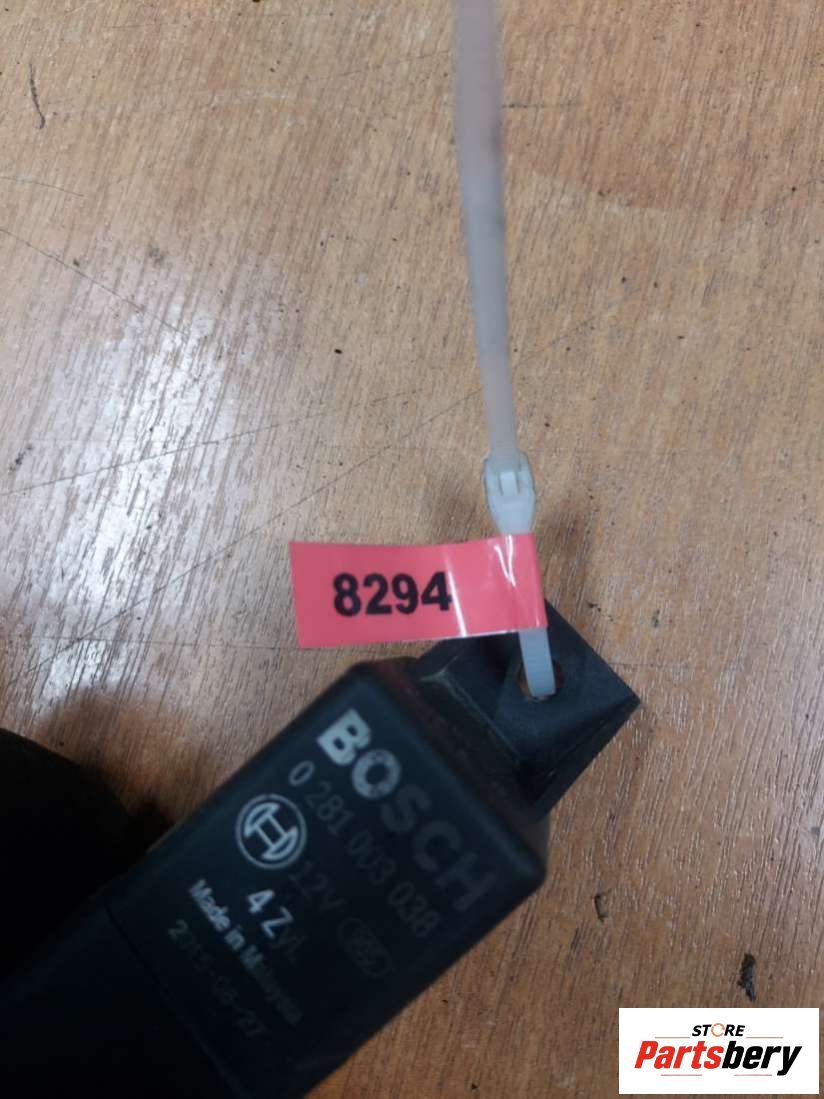 8294
BOSCH
0 281 003 038
12V
4 Zyl.
Made in Malaysia
STORE
Partsbery